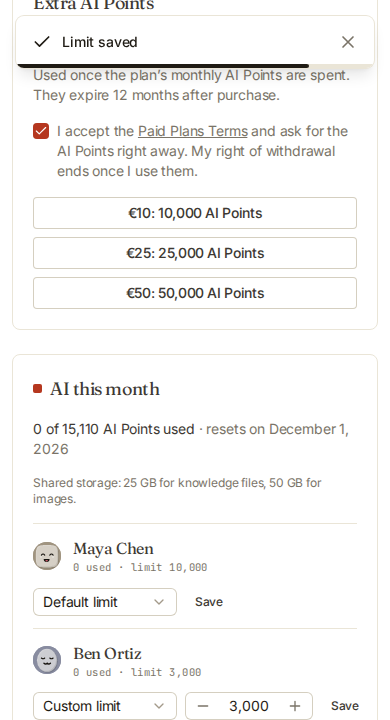 Extra AI Points
Limit saved
Used once the plan's monthly AI Points are spent.
They expire 12 months after purchase.
I accept the Paid Plans Terms and ask for the
AI Points right away. My right of withdrawal
ends once I use them.
€10: 10,000 AI Points
€25: 25,000 AI Points
€50: 50,000 AI Points
AI this month
0 of 15,110 AI Points used · resets on December 1,
2026
Shared storage: 25 GB for knowledge files, 50 GB for
images.
Maya Chen
0 used · limit 10,000
Default limit
Save
Ben Ortiz
0 used · limit 3,000
Custom limit
3,000
Save